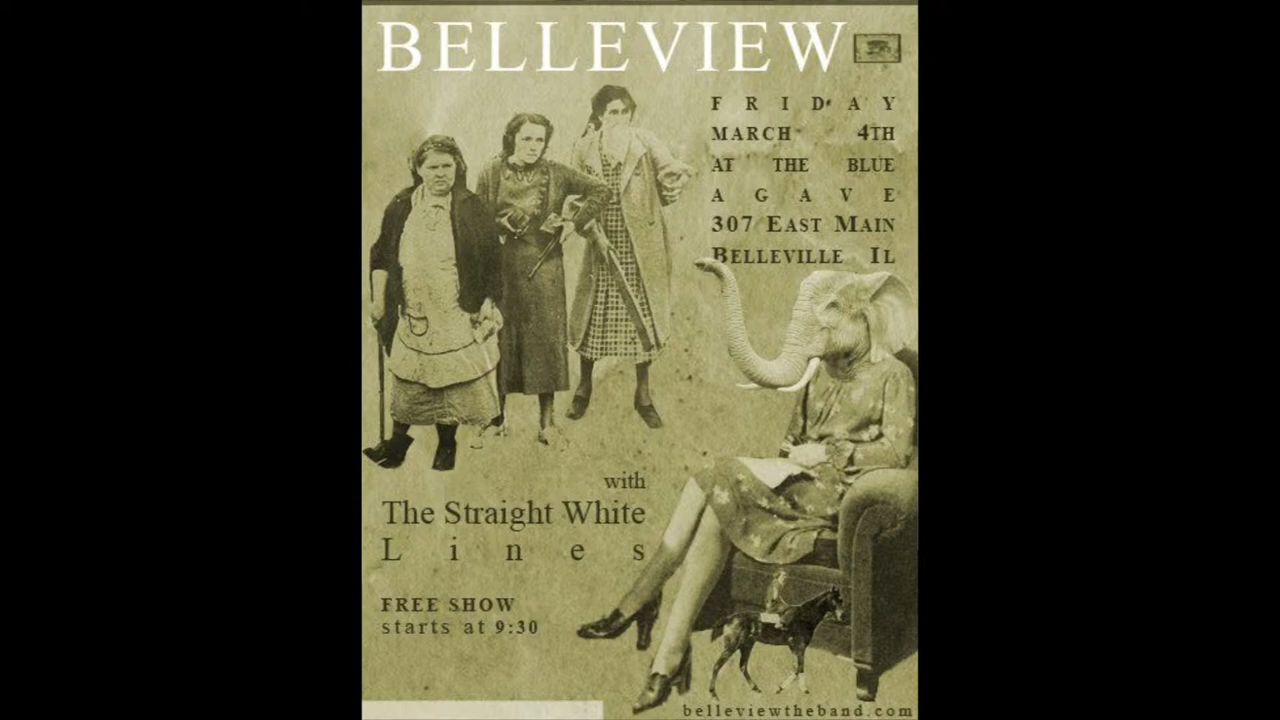 BELLEVIEW
FRIDAY
MARCH 4TH
AT THE BLUE
AGAVE
307 EAST MAIN
BELLEVILLE IL
with
The Straight White
Lines
FREE SHOW
starts at 9:30
belleviewtheband.com